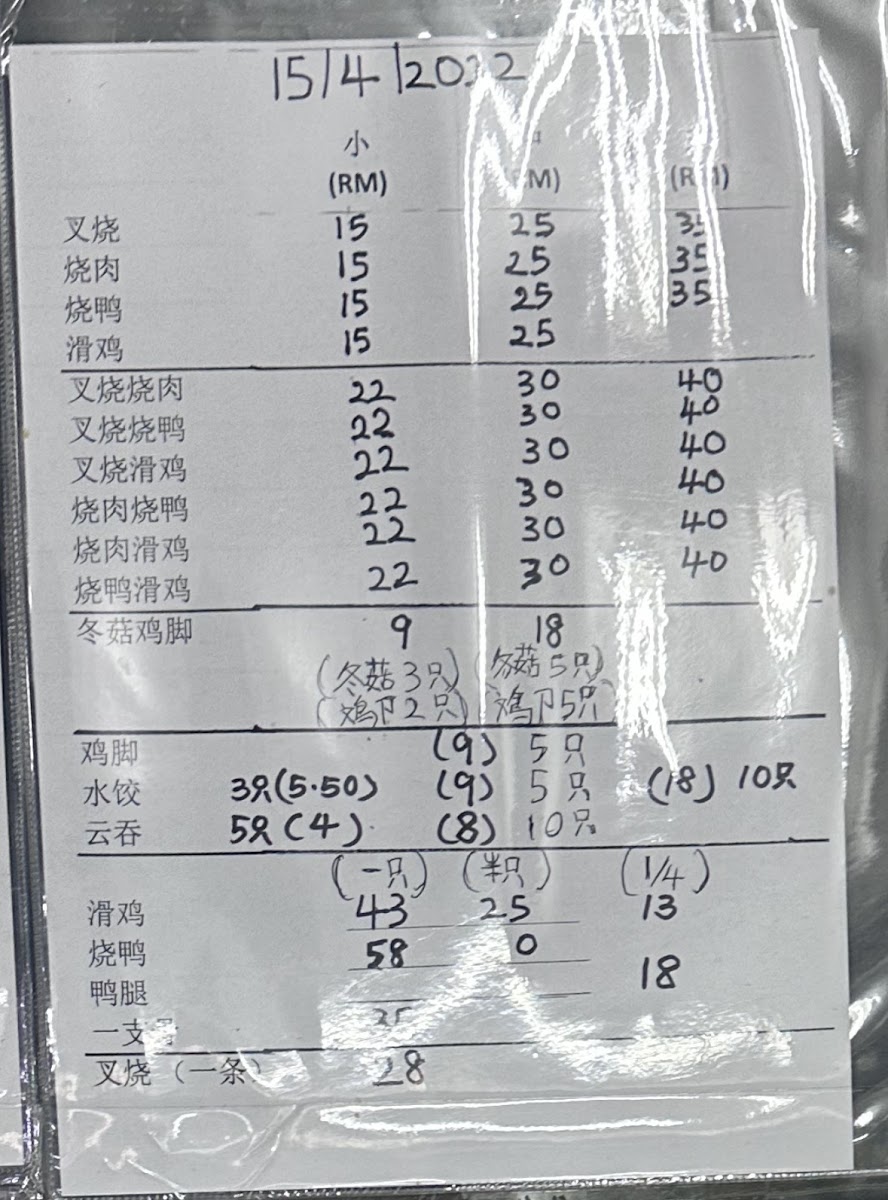 15/4/2022
小
(RM) (RM) (RM)
叉烧 15 25 35
烧肉 15 25 35
烧鸭 15 25 35
滑鸡 15 25
叉烧烧肉 22 30 40
叉烧烧鸭 22 30 40
叉烧滑鸡 22 30 40
烧肉烧鸭 22 30 40
烧肉滑鸡 22 30 40
烧鸭滑鸡 22 30 40
冬菇鸡脚 9 18
(冬菇3只) (冬菇5只)
(鸡卩2只) (鸡卩5只)
鸡脚 (9) 5只
水饺 3只(5.50) (9) 5只 (18) 10只
云吞 5只(4) (8) 10只
(一只) (半只) (1/4)
滑鸡 43 25 13
烧鸭 58
鸭腿 18
一支
叉烧(一条) 28